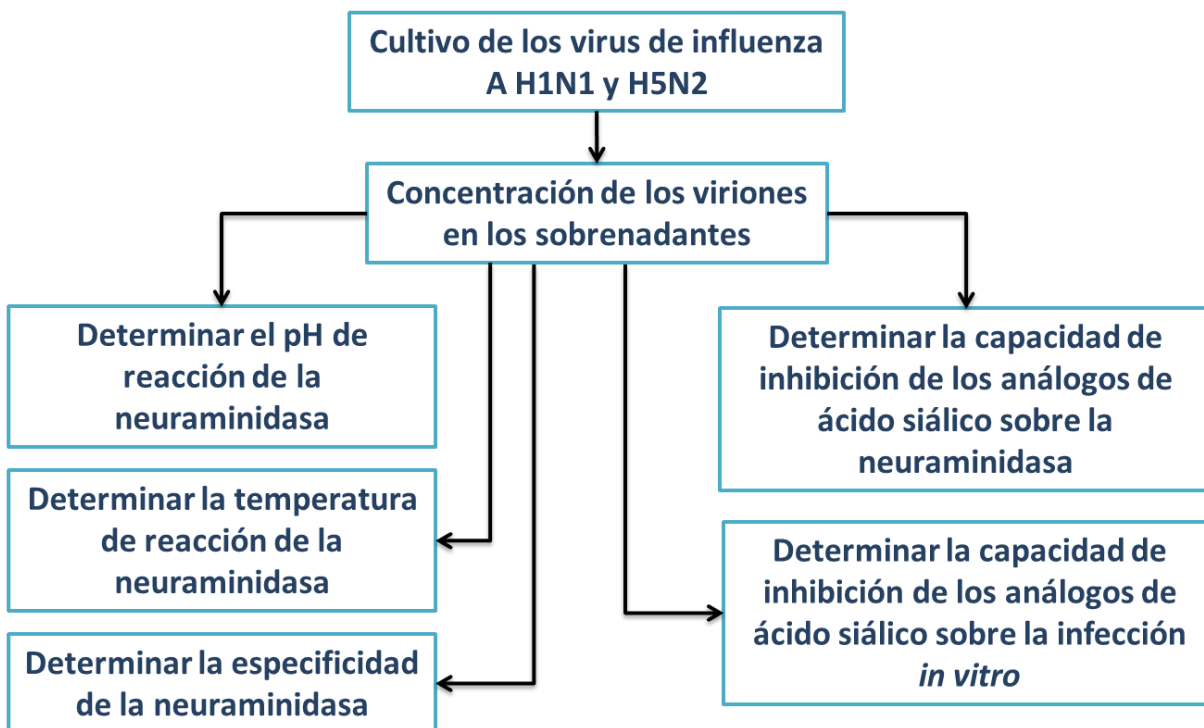 Cultivo de los virus de influenza
A H1N1 y H5N2
Concentración de los viriones
en los sobrenadantes
Determinar el pH de
reacción de la
neuraminidasa
Determinar la temperatura
de reacción de la
neuraminidasa
Determinar la especificidad
de la neuraminidasa
Determinar la capacidad de
inhibición de los análogos de
ácido siálico sobre la
neuraminidasa
Determinar la capacidad de
inhibición de los análogos de
ácido siálico sobre la infección
in vitro